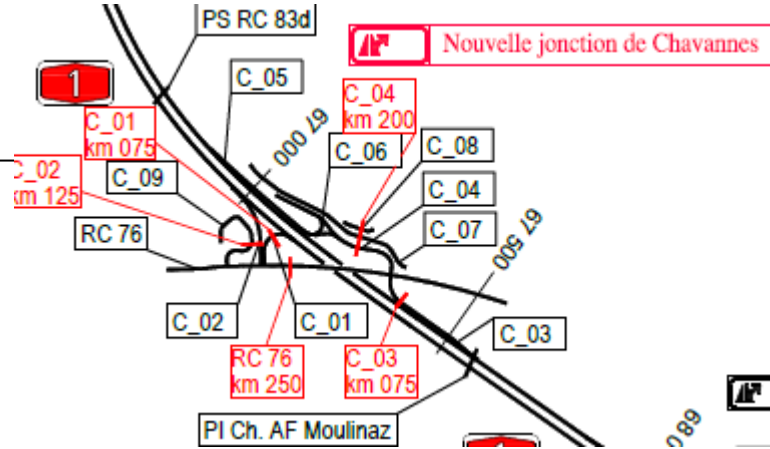 PS RC 83d
Nouvelle jonction de Chavannes
1
C_05
C_04
km 200
C_01
km 075
67 000
C_06
C_08
C_02
km 125
C_09
C_04
C_07
RC 76
67 500
C_02
C_01
C_03
RC 76
km 250
C_03
km 075
PI Ch. AF Moulinaz